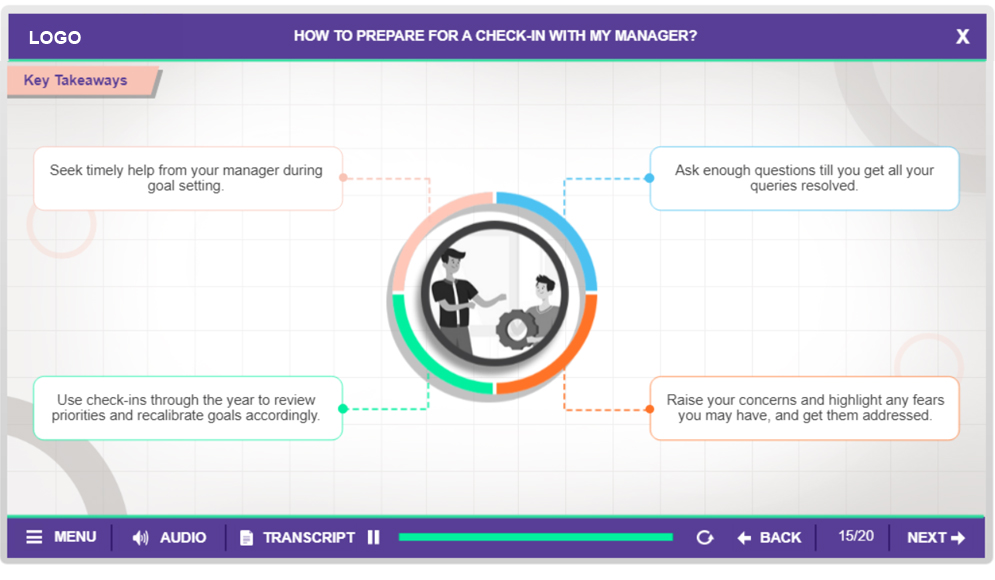 LOGO
HOW TO PREPARE FOR A CHECK-IN WITH MY MANAGER?
X
Key Takeaways
Seek timely help from your manager during
goal setting.
Ask enough questions till you get all your
queries resolved.
Use check-ins through the year to review
priorities and recalibrate goals accordingly.
Raise your concerns and highlight any fears
you may have, and get them addressed.
MENU
AUDIO
TRANSCRIPT
BACK
15/20
NEXT